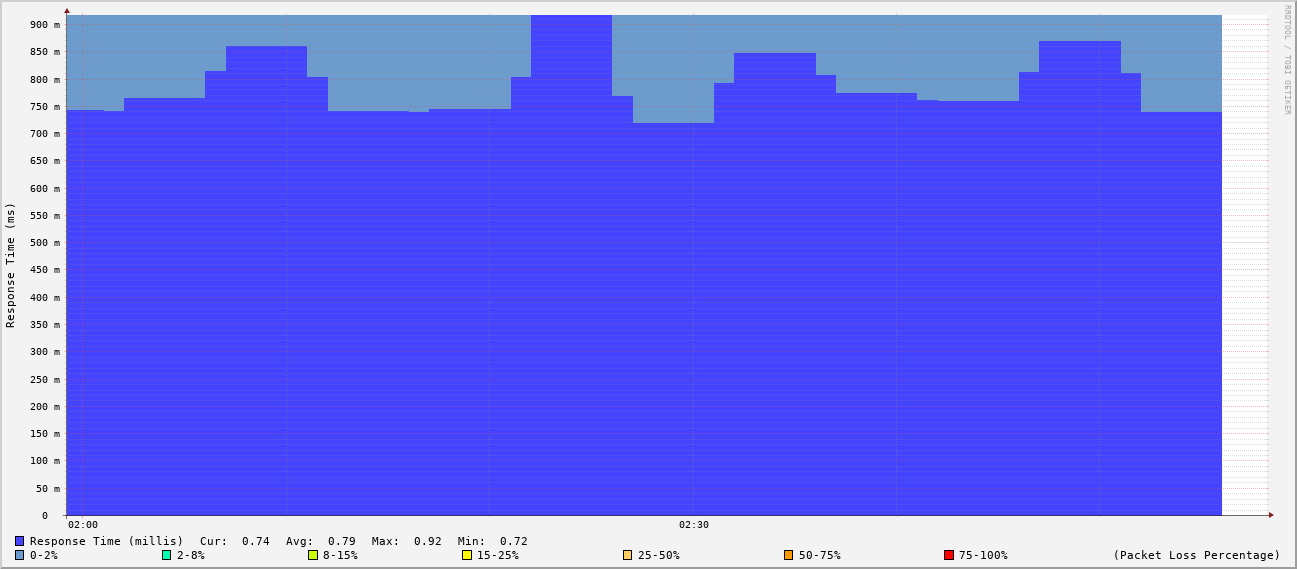 RRDTOOL / TOBI OETIKER
Response Time (ms)
900 m
850 m
800 m
750 m
700 m
650 m
600 m
550 m
500 m
450 m
400 m
350 m
300 m
250 m
200 m
150 m
100 m
50 m
0
02:00 02:30
Response Time (millis) Cur: 0.74 Avg: 0.79 Max: 0.92 Min: 0.72
0-2% 2-8% 8-15% 15-25% 25-50% 50-75% 75-100% (Packet Loss Percentage)